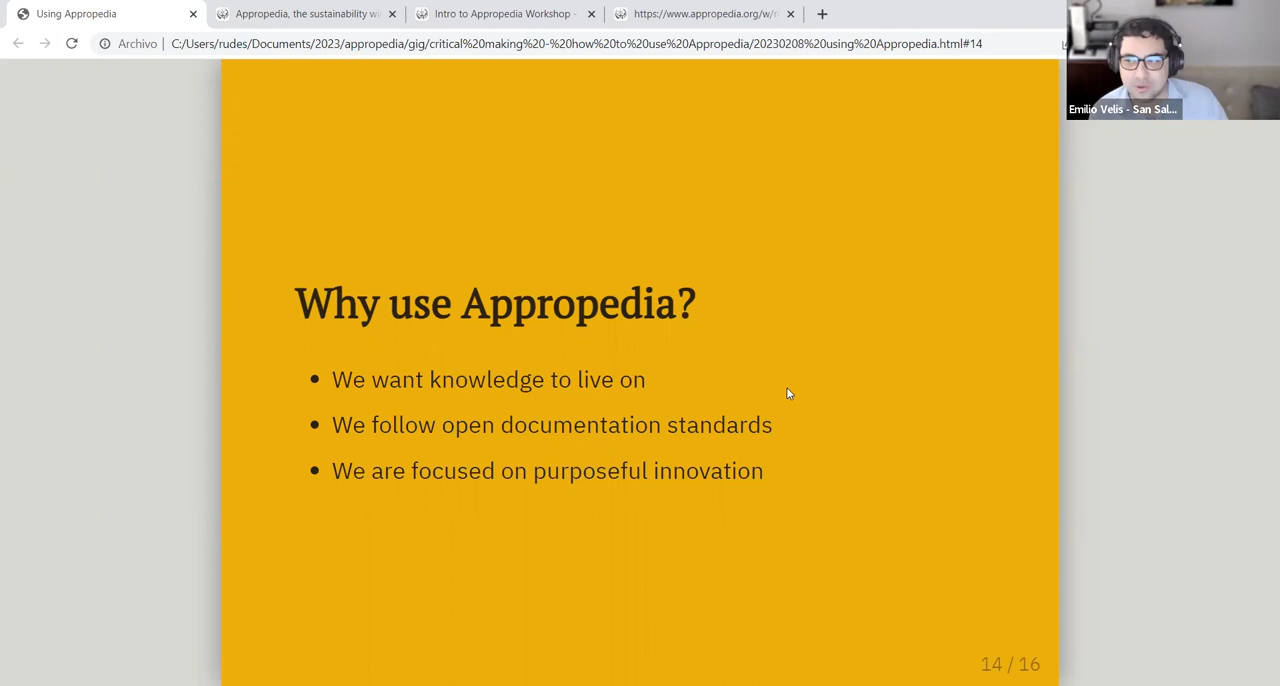 Using Appropedia
Appropedia, the sustainability wi
Intro to Appropedia Workshop -
https://www.appropedia.org/w/
Archivo
C:/Users/rudes/Documents/2023/appropedia/gig/critical%20making%20-%20how%20to%20use%20Appropedia/20230208%20using%20Appropedia.html#14
Emilio Velis - San Sal...
Why use Appropedia?
• We want knowledge to live on
• We follow open documentation standards
• We are focused on purposeful innovation
14 / 16